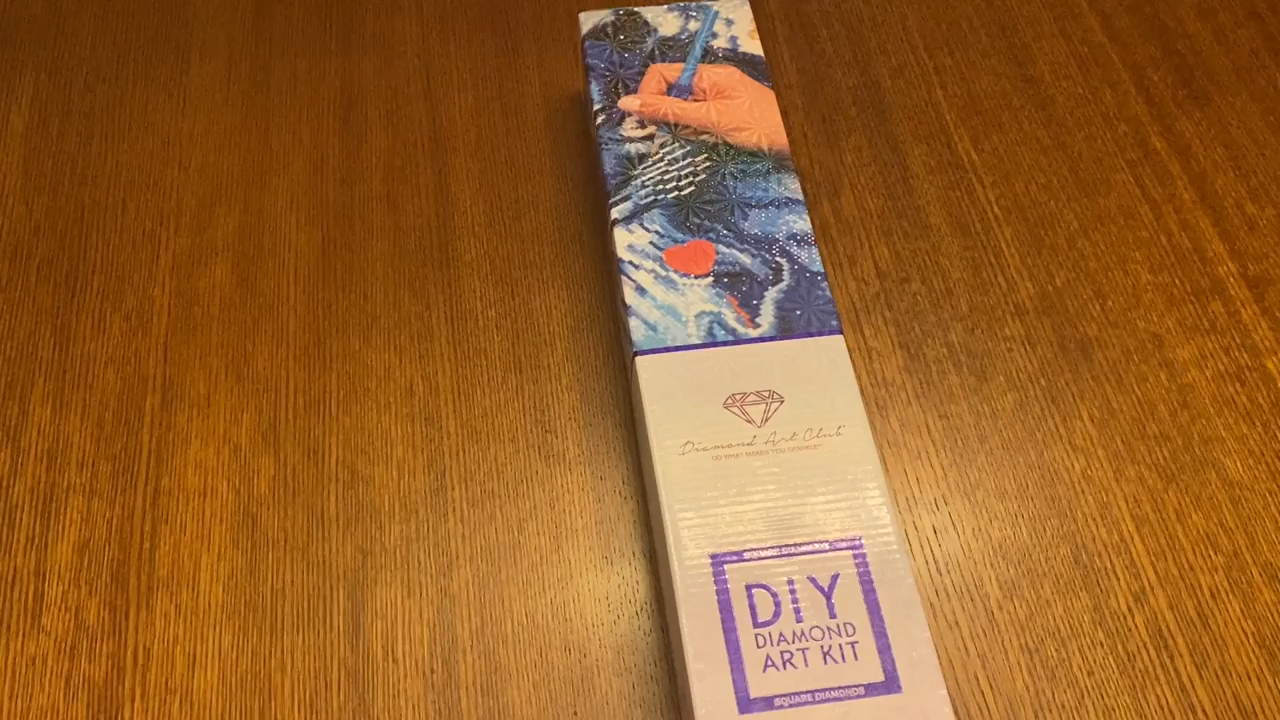 Diamond Art Club
DO WHAT MAKES YOU SPARKLE
SQUARE DIAMONDS
DIY
DIAMOND
ART KIT
SQUARE DIAMONDS